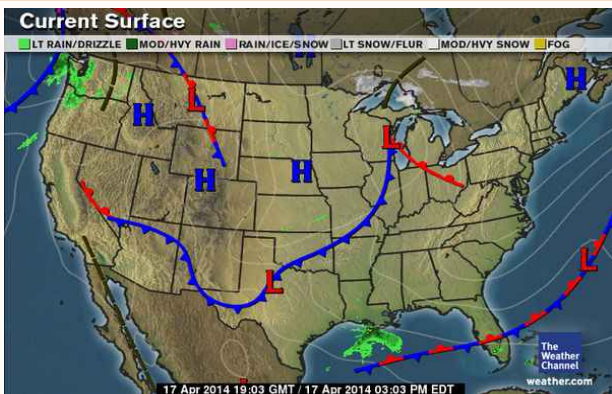 Current Surface
LT RAIN/DRIZZLE MOD/HVY RAIN RAIN/ICE/SNOW LT SNOW/FLUR MOD/HVY SNOW FOG
H
H
L
H
L
H
H
L
L
The
Weather
Channel
weather.com
17 Apr 2014 19:03 GMT / 17 Apr 2014 03:03 PM EDT